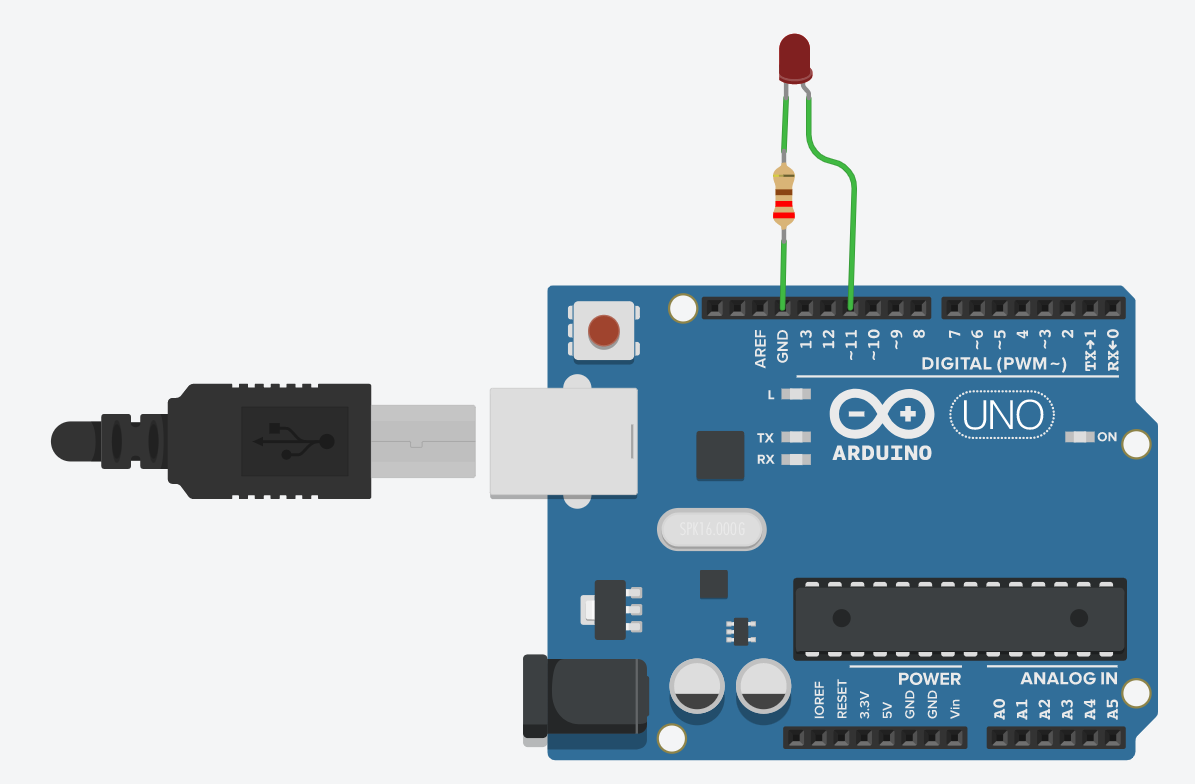 AREF
GND
13
12
~11
~10
~9
8
7
~6
~5
4
~3
2
TX→1
RX←0
DIGITAL (PWM ~)
L
TX
RX
ARDUINO
UNO
ON
SPK16.000G
POWER
ANALOG IN
IOREF
RESET
3.3V
5V
GND
GND
Vin
A0
A1
A2
A3
A4
A5